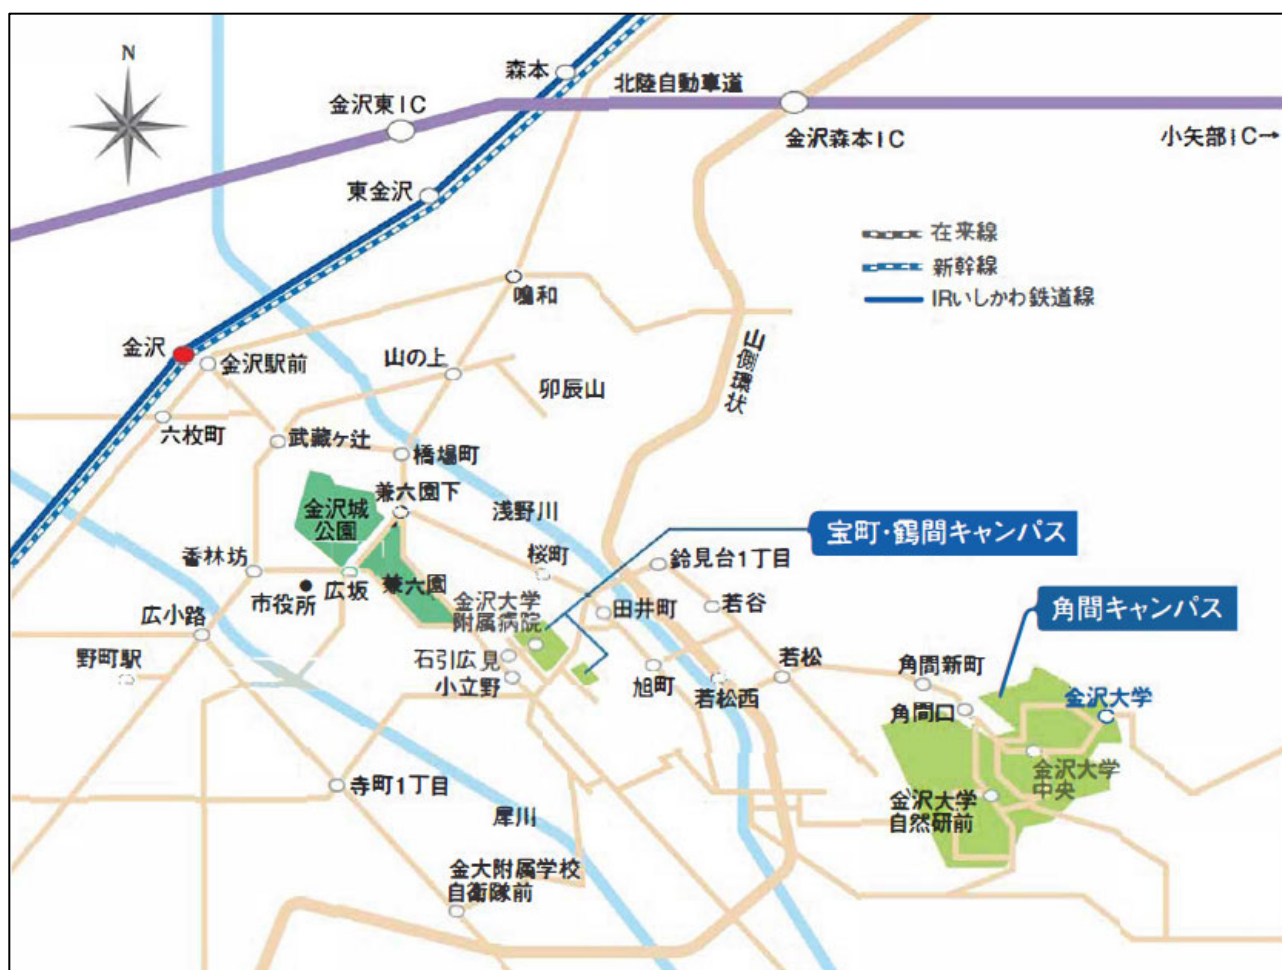 N
森本
北陸自動車道
金沢東IC
金沢森本IC
小矢部IC→
東金沢
在来線
新幹線
IRいしかわ鉄道線
鳴和
金沢
金沢駅前
山の上
卯辰山
山側環状
六枚町
武蔵ヶ辻
橋場町
兼六園下
金沢城
公園
浅野川
宝町・鶴間キャンパス
香林坊
桜町
鈴見台1丁目
市役所
広坂
兼六園
金沢大学
附属病院
田井町
若谷
角間キャンパス
広小路
野町駅
石引広見
小立野
旭町
若松西
若松
角間新町
角間口
金沢大学
金沢大学
中央
金沢大学
自然研前
寺町1丁目
犀川
金大附属学校
自衛隊前